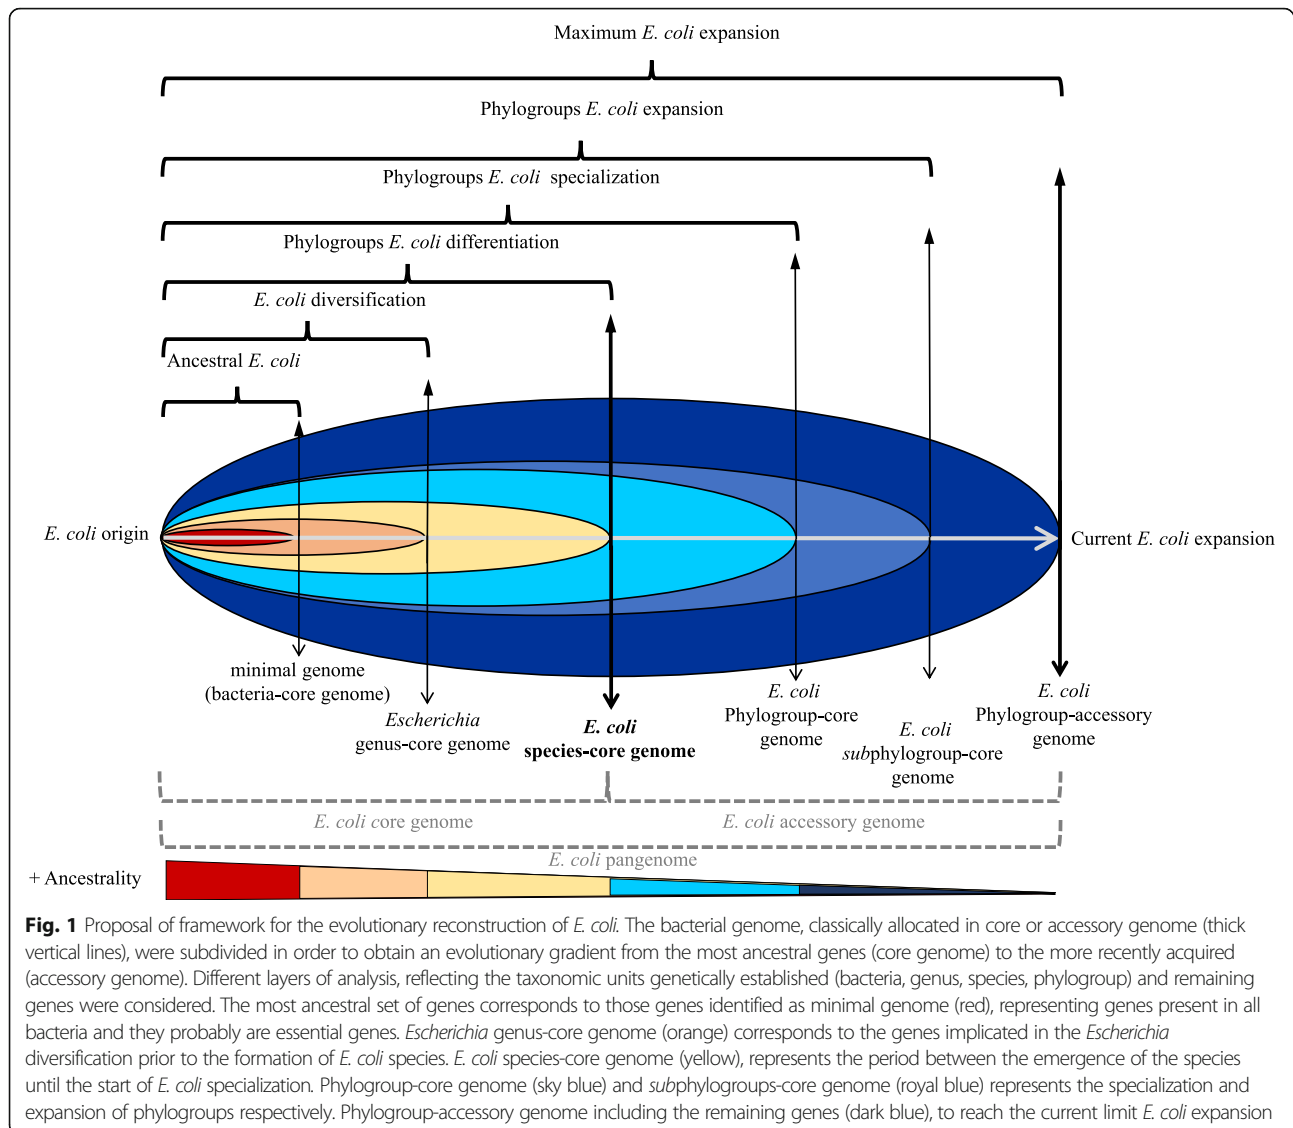 Maximum E. coli expansion
Phylogroups E. coli expansion
Phylogroups E. coli specialization
Phylogroups E. coli differentiation
E. coli diversification
Ancestral E. coli
E. coli origin
Current E. coli expansion
minimal genome
(bacteria-core genome)
Escherichia
genus-core genome
E. coli
species-core genome
E. coli
Phylogroup-core
genome
E. coli
subphylogroup-core
genome
E. coli
Phylogroup-accessory
genome
E. coli core genome
E. coli accessory genome
E. coli pangenome
+ Ancestrality
Fig. 1 Proposal of framework for the evolutionary reconstruction of E. coli. The bacterial genome, classically allocated in core or accessory genome (thick
vertical lines), were subdivided in order to obtain an evolutionary gradient from the most ancestral genes (core genome) to the more recently acquired
(accessory genome). Different layers of analysis, reflecting the taxonomic units genetically established (bacteria, genus, species, phylogroup) and remaining
genes were considered. The most ancestral set of genes corresponds to those genes identified as minimal genome (red), representing genes present in all
bacteria and they probably are essential genes. Escherichia genus-core genome (orange) corresponds to the genes implicated in the Escherichia
diversification prior to the formation of E. coli species. E. coli species-core genome (yellow), represents the period between the emergence of the species
until the start of E. coli specialization. Phylogroup-core genome (sky blue) and subphylogroups-core genome (royal blue) represents the specialization and
expansion of phylogroups respectively. Phylogroup-accessory genome including the remaining genes (dark blue), to reach the current limit E. coli expansion